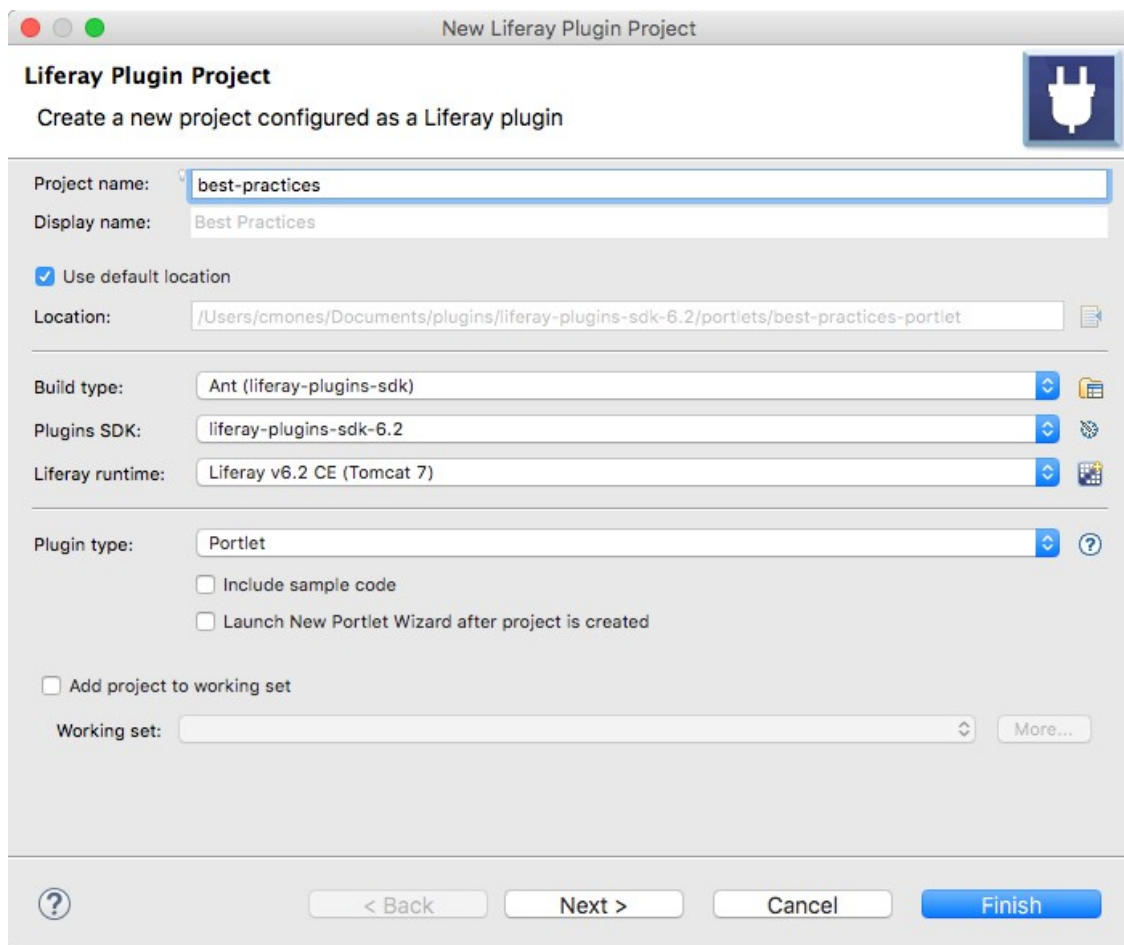 New Liferay Plugin Project
Liferay Plugin Project
Create a new project configured as a Liferay plugin
Project name: best-practices
Display name: Best Practices
Use default location
Location: /Users/cmones/Documents/plugins/liferay-plugins-sdk-6.2/portlets/best-practices-portlet
Build type: Ant (liferay-plugins-sdk)
Plugins SDK: liferay-plugins-sdk-6.2
Liferay runtime: Liferay v6.2 CE (Tomcat 7)
Plugin type: Portlet
Include sample code
Launch New Portlet Wizard after project is created
Add project to working set
Working set: More...
< Back Next > Cancel Finish